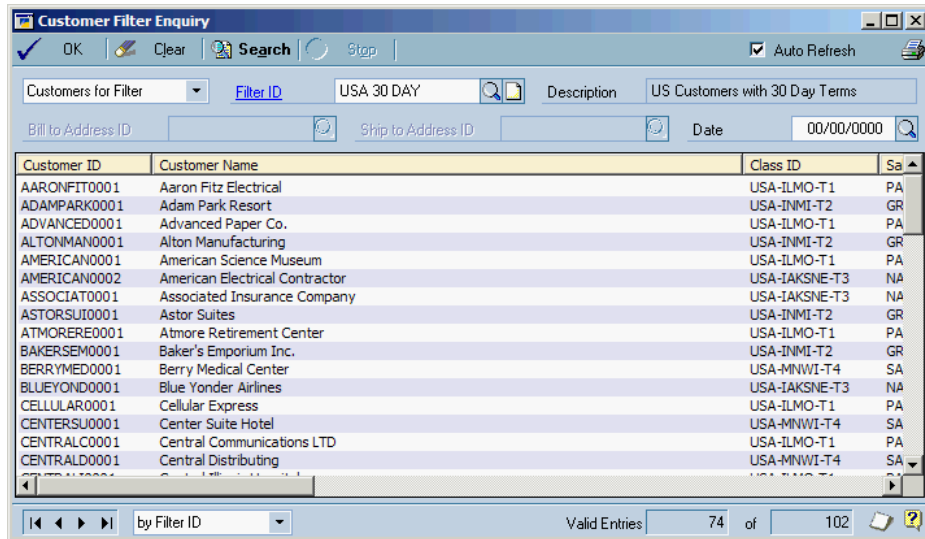 Customer Filter Enquiry
OK Clear Search Stop Auto Refresh
Customers for Filter Filter ID USA 30 DAY Description US Customers with 30 Day Terms
Bill to Address ID Ship to Address ID Date 00/00/0000
Customer ID Customer Name Class ID Sa
AARONFIT0001 Aaron Fitz Electrical USA-ILMO-T1 PA
ADAMPARK0001 Adam Park Resort USA-INMI-T2 GR
ADVANCED0001 Advanced Paper Co. USA-ILMO-T1 PA
ALTONMAN0001 Alton Manufacturing USA-INMI-T2 GR
AMERICAN0001 American Science Museum USA-ILMO-T1 PA
AMERICAN0002 American Electrical Contractor USA-IAKSNE-T3 NA
ASSOCIAT0001 Associated Insurance Company USA-IAKSNE-T3 NA
ASTORSUI0001 Astor Suites USA-INMI-T2 GR
ATMORERE0001 Atmore Retirement Center USA-ILMO-T1 PA
BAKERSEM0001 Baker's Emporium Inc. USA-INMI-T2 GR
BERRYMED0001 Berry Medical Center USA-MNWI-T4 SA
BLUEYOND0001 Blue Yonder Airlines USA-IAKSNE-T3 NA
CELLULAR0001 Cellular Express USA-ILMO-T1 PA
CENTERSU0001 Center Suite Hotel USA-MNWI-T4 SA
CENTRALC0001 Central Communications LTD USA-ILMO-T1 PA
CENTRALD0001 Central Distributing USA-MNWI-T4 SA
by Filter ID Valid Entries 74 of 102